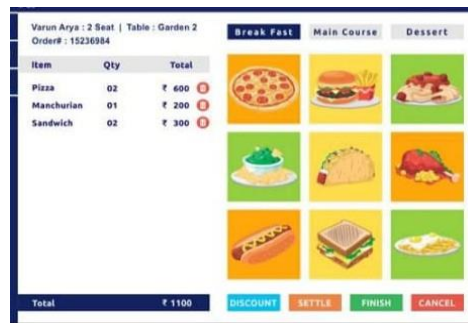 Varun Arya : 2 Seat | Table : Garden 2
Order# : 15236984
Item Qty Total
Pizza 02 ₹ 600
Manchurian 01 ₹ 200
Sandwich 02 ₹ 300
Total ₹ 1100
Break Fast Main Course Dessert
DISCOUNT SETTLE FINISH CANCEL